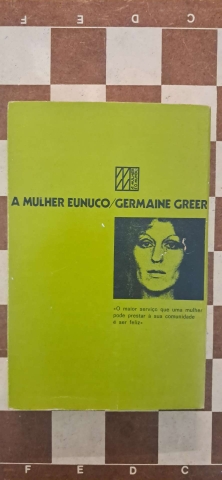 F E D C
A MULHER EUNUCO/GERMAINE GREER
«O maior serviço que uma mulher
pode prestar à sua comunidade
é ser feliz»
F E D C